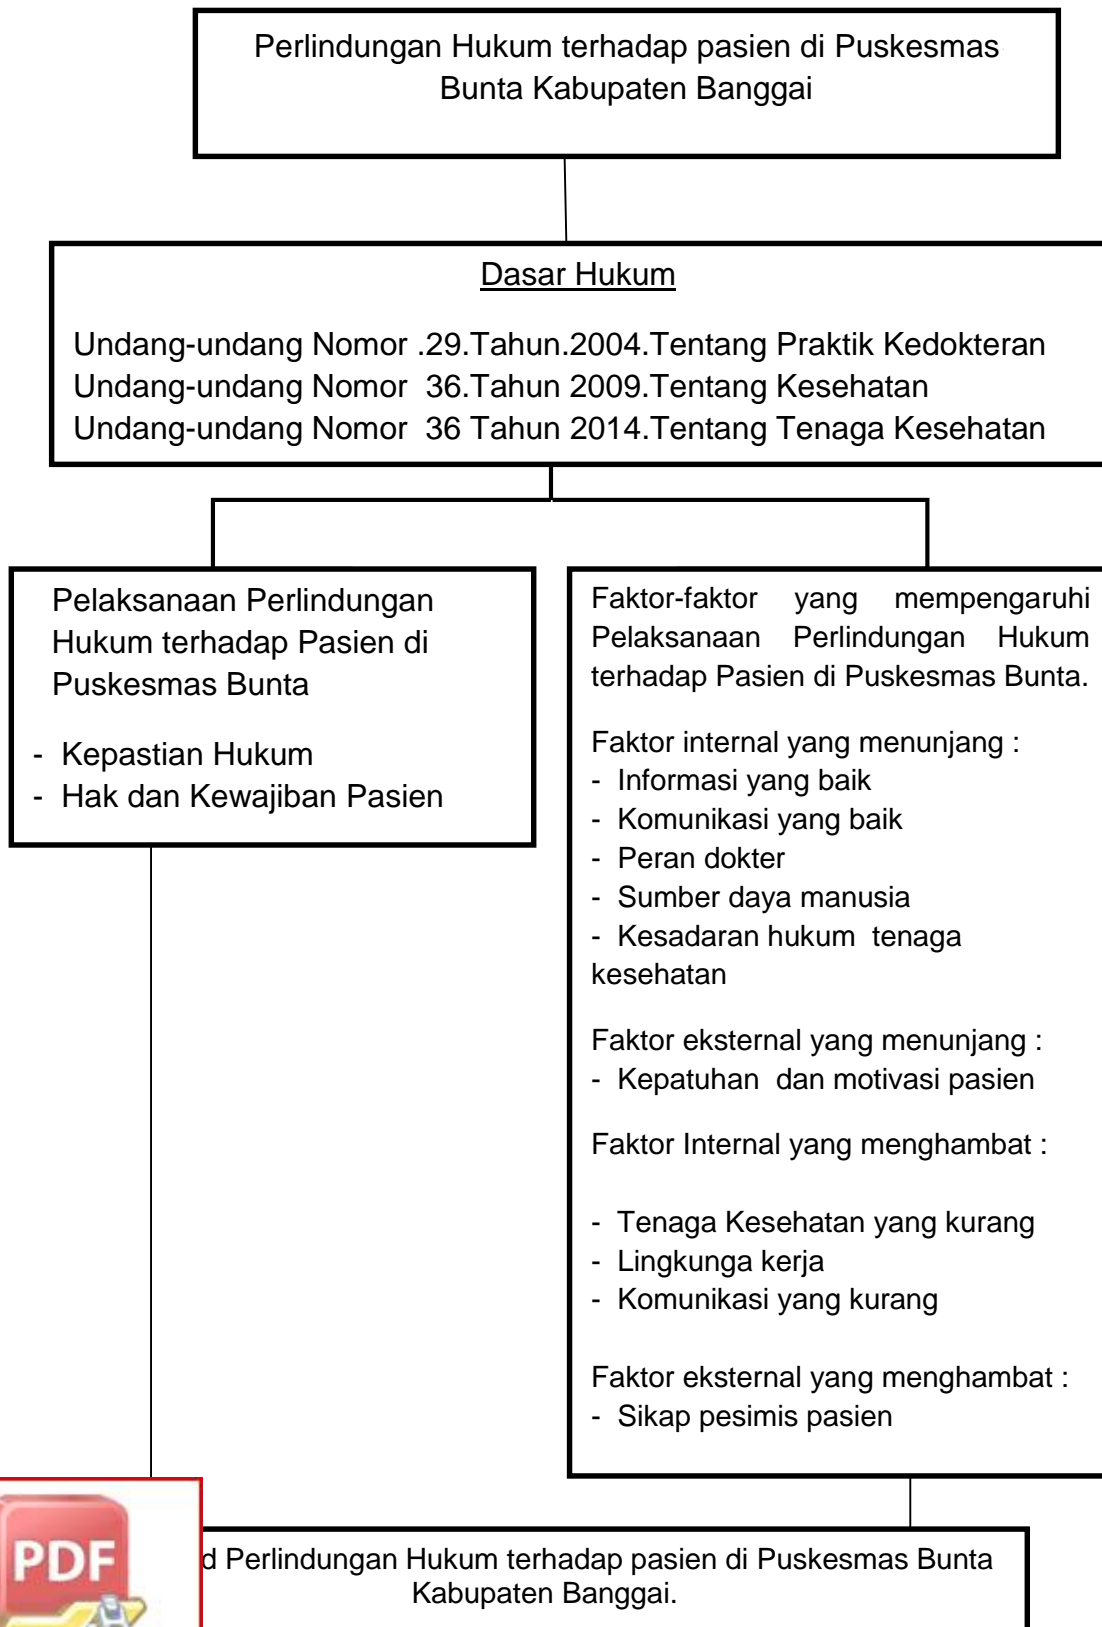 Perlindungan Hukum terhadap pasien di Puskesmas
Bunta Kabupaten Banggai
Dasar Hukum
Undang-undang Nomor .29.Tahun.2004.Tentang Praktik Kedokteran
Undang-undang Nomor  36.Tahun 2009.Tentang Kesehatan
Undang-undang Nomor  36 Tahun 2014.Tentang Tenaga Kesehatan
Pelaksanaan Perlindungan
Hukum terhadap Pasien di
Puskesmas Bunta
- Kepastian Hukum
- Hak dan Kewajiban Pasien
Faktor-faktor yang mempengaruhi
Pelaksanaan Perlindungan Hukum
terhadap Pasien di Puskesmas Bunta.
Faktor internal yang menunjang :
- Informasi yang baik
- Komunikasi yang baik
- Peran dokter
- Sumber daya manusia
- Kesadaran hukum  tenaga
kesehatan
Faktor eksternal yang menunjang :
- Kepatuhan  dan motivasi pasien
Faktor Internal yang menghambat :
- Tenaga Kesehatan yang kurang
- Lingkunga kerja
- Komunikasi yang kurang
Faktor eksternal yang menghambat :
- Sikap pesimis pasien
PDF
d Perlindungan Hukum terhadap pasien di Puskesmas Bunta
Kabupaten Banggai.